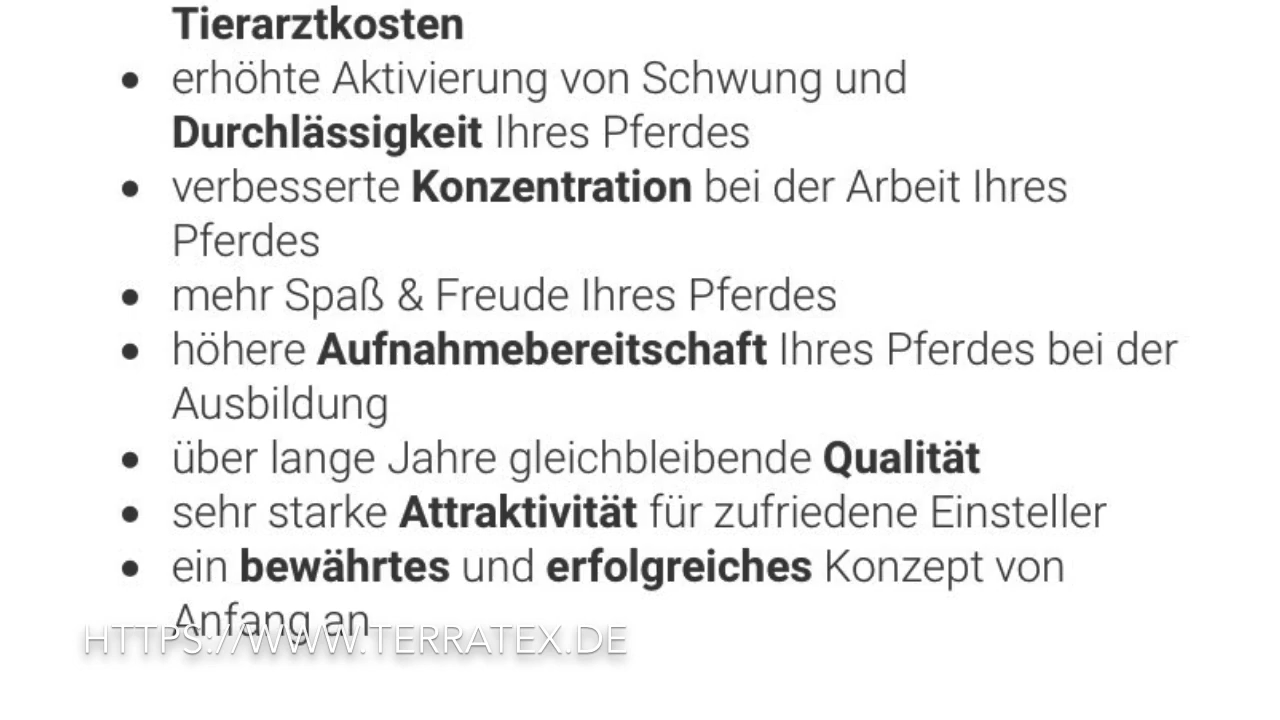 Tierarztkosten
• erhöhte Aktivierung von Schwung und
Durchlässigkeit Ihres Pferdes
• verbesserte Konzentration bei der Arbeit Ihres
Pferdes
• mehr Spaß & Freude Ihres Pferdes
• höhere Aufnahmebereitschaft Ihres Pferdes bei der
Ausbildung
• über lange Jahre gleichbleibende Qualität
• sehr starke Attraktivität für zufriedene Einsteller
• ein bewährtes und erfolgreiches Konzept von
Anfang an
HTTPS://WWW.TERRATEX.DE